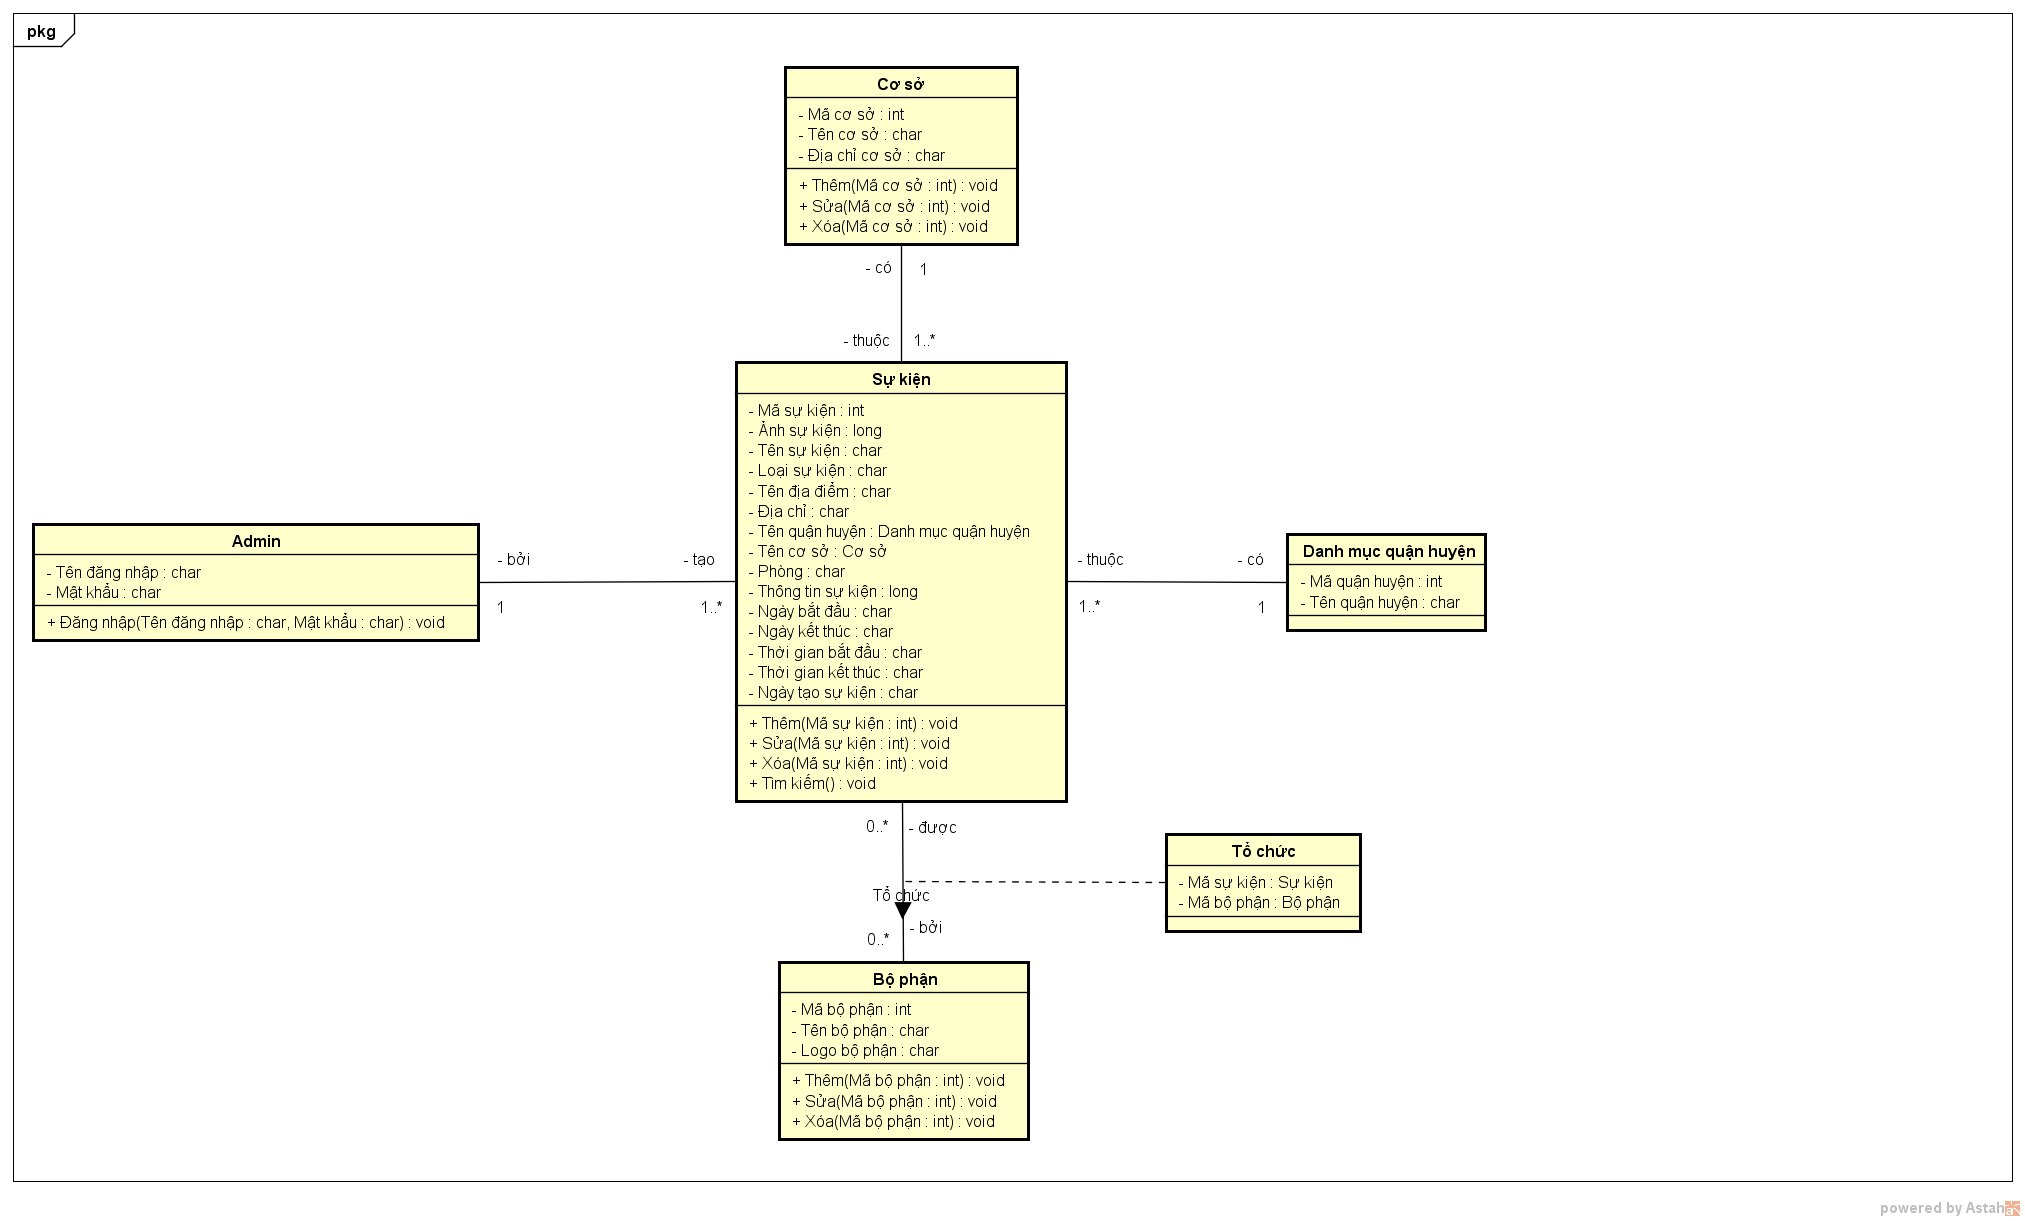 pkg
Cơ sở
- Mã cơ sở : int
- Tên cơ sở : char
- Địa chỉ cơ sở : char
+ Thêm(Mã cơ sở : int) : void
+ Sửa(Mã cơ sở : int) : void
+ Xóa(Mã cơ sở : int) : void
- có 1
- thuộc 1..*
Sự kiện
- Mã sự kiện : int
- Ảnh sự kiện : long
- Tên sự kiện : char
- Loại sự kiện : char
- Tên địa điểm : char
- Địa chỉ : char
- Tên quận huyện : Danh mục quận huyện
- Tên cơ sở : Cơ sở
- Phòng : char
- Thông tin sự kiện : long
- Ngày bắt đầu : char
- Ngày kết thúc : char
- Thời gian bắt đầu : char
- Thời gian kết thúc : char
- Ngày tạo sự kiện : char
+ Thêm(Mã sự kiện : int) : void
+ Sửa(Mã sự kiện : int) : void
+ Xóa(Mã sự kiện : int) : void
+ Tìm kiếm() : void
Admin
- Tên đăng nhập : char
- Mật khẩu : char
+ Đăng nhập(Tên đăng nhập : char, Mật khẩu : char) : void
- bởi - tạo
1 1..*
- thuộc - có
1..* 1
Danh mục quận huyện
- Mã quận huyện : int
- Tên quận huyện : char
0..* - được
Tổ chức
- bởi
0..*
Tổ chức
- Mã sự kiện : Sự kiện
- Mã bộ phận : Bộ phận
Bộ phận
- Mã bộ phận : int
- Tên bộ phận : char
- Logo bộ phận : char
+ Thêm(Mã bộ phận : int) : void
+ Sửa(Mã bộ phận : int) : void
+ Xóa(Mã bộ phận : int) : void
powered by Astah